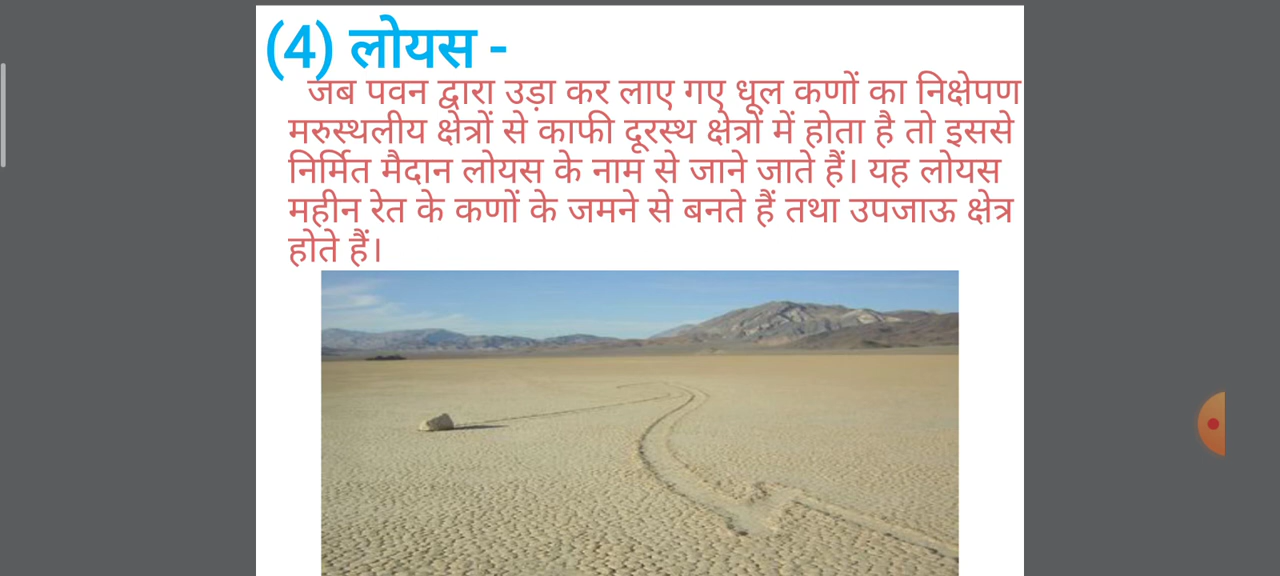 (4) लोयस -
जब पवन द्वारा उड़ा कर लाए गए धूल कणों का निक्षेपण
मरुस्थलीय क्षेत्रों से काफी दूरस्थ क्षेत्रों में होता है तो इससे
निर्मित मैदान लोयस के नाम से जाने जाते हैं। यह लोयस
महीन रेत के कणों के जमने से बनते हैं तथा उपजाऊ क्षेत्र
होते हैं।